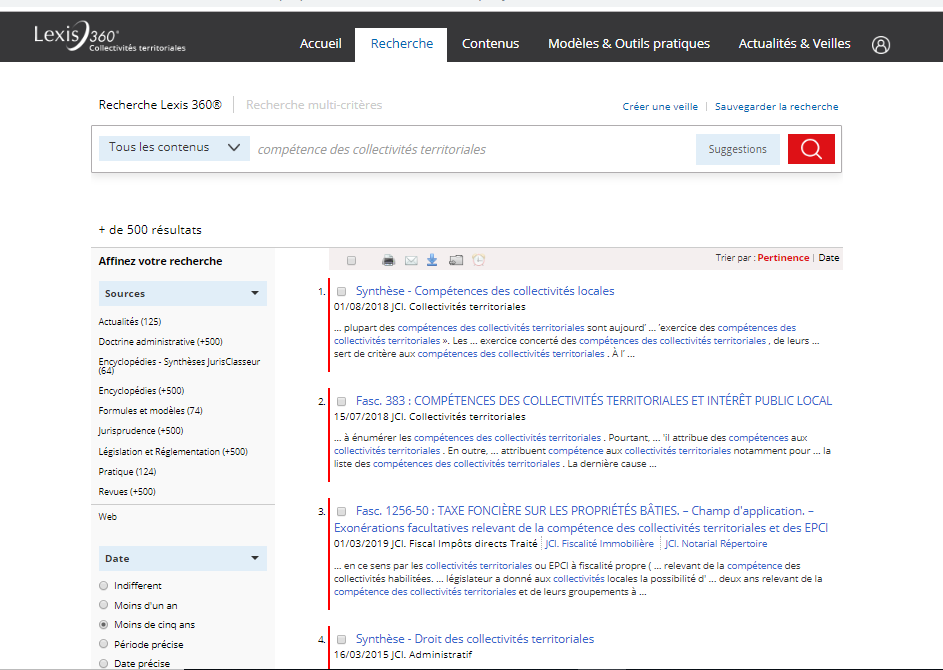 Lexis 360®
Collectivités territoriales
Accueil
Recherche
Contenus
Modèles & Outils pratiques
Actualités & Veilles
Recherche Lexis 360®
Recherche multi-critères
Créer une veille | Sauvegarder la recherche
Tous les contenus
compétence des collectivités territoriales
Suggestions
+ de 500 résultats
Affinez votre recherche
Sources
Actualités (125)
Doctrine administrative (+500)
Encyclopédies - Synthèses JurisClasseur
(64)
Encyclopédies (+500)
Formules et modèles (74)
Jurisprudence (+500)
Législation et Réglementation (+500)
Pratique (124)
Revues (+500)
Web
Date
Indifferent
Moins d'un an
Moins de cinq ans
Période précise
Date précise
Trier par : Pertinence | Date
1. Synthèse - Compétences des collectivités locales
01/08/2018 JCl. Collectivités territoriales
... plupart des compétences des collectivités territoriales sont aujourd' ... 'exercice des compétences des
collectivités territoriales ». Les ... exercice concerté des compétences des collectivités territoriales , de leurs ...
sert de critère aux compétences des collectivités territoriales . À l' ...
2. Fasc. 383 : COMPÉTENCES DES COLLECTIVITÉS TERRITORIALES ET INTÉRÊT PUBLIC LOCAL
15/07/2018 JCl. Collectivités territoriales
... à énumérer les compétences des collectivités territoriales . Pourtant, ... 'il attribue des compétences aux
collectivités territoriales . En outre, ... attribuent compétence aux collectivités territoriales notamment pour ... la
liste des compétences des collectivités territoriales . La dernière cause ...
3. Fasc. 1256-50 : TAXE FONCIÈRE SUR LES PROPRIÉTÉS BÂTIES. – Champ d'application. –
Exonérations facultatives relevant de la compétence des collectivités territoriales et des EPCI
01/03/2019 JCl. Fiscal Impôts directs Traité | JCl. Fiscalité Immobilière | JCl. Notarial Répertoire
... en ce sens par les collectivités territoriales ou EPCI à fiscalité propre ( ... relevant de la compétence des
collectivités habilitées. ... législateur a donné aux collectivités locales la possibilité d' ... deux ans relevant de la
compétence des collectivités territoriales et de leurs groupements à ...
4. Synthèse - Droit des collectivités territoriales
16/03/2015 JCl. Administratif